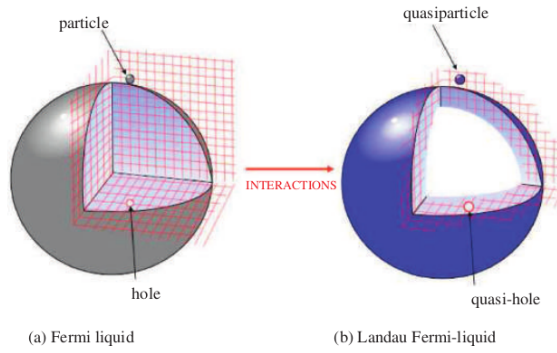 particle
quasiparticle
INTERACTIONS
hole
quasi-hole
(a) Fermi liquid
(b) Landau Fermi-liquid